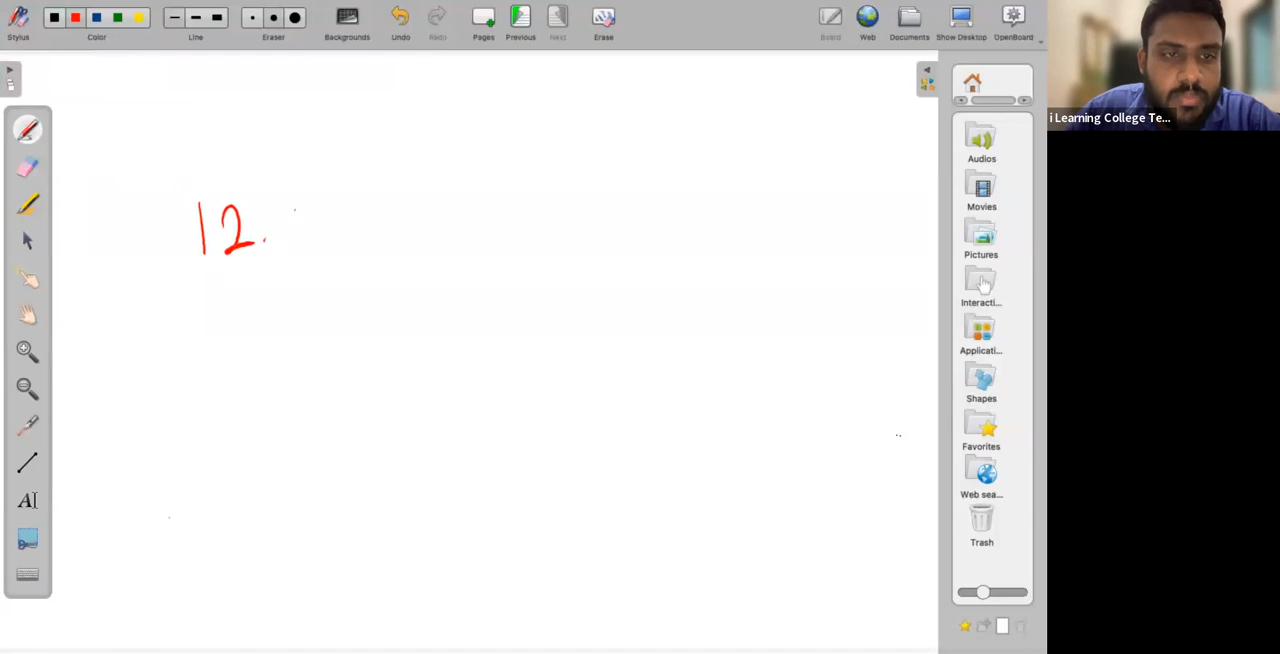 Stylus Color Line Eraser Backgrounds Undo Redo Pages Previous Next Erase Board Web Documents Show Desktop OpenBoard
i Learning College Te...
Audios
Movies
12.
Pictures
Interacti...
Applicati...
Shapes
Favorites
Web sea...
A
Trash